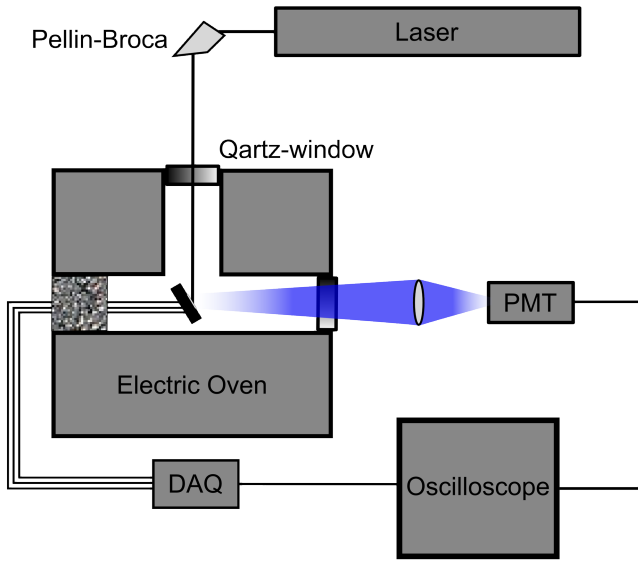 Laser
Pellin-Broca
Qartz-window
PMT
Electric Oven
DAQ
Oscilloscope